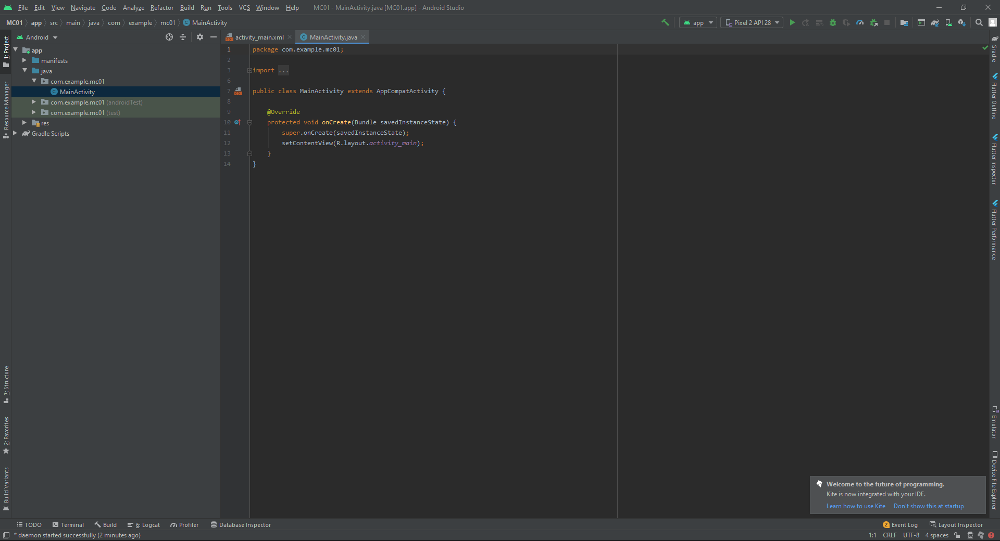 File Edit View Navigate Code Analyze Refactor Build Run Tools VCS Window Help MC01 - MainActivity.java [MC01.app] - Android Studio
MC01 app src main java com example mc01 MainActivity
app Pixel 2 API 28
Android
activity_main.xml MainActivity.java
1: Project
Resource Manager
7: Structure
2: Favorites
Build Variants
app
manifests
java
com.example.mc01
MainActivity
com.example.mc01 (androidTest)
com.example.mc01 (test)
res
Gradle Scripts
1 package com.example.mc01;
2
3 import ...
6
7 public class MainActivity extends AppCompatActivity {
8
9 @Override
10 protected void onCreate(Bundle savedInstanceState) {
11 super.onCreate(savedInstanceState);
12 setContentView(R.layout.activity_main);
13 }
14 }
Gradle
Flutter Outline
Flutter Inspector
Flutter Performance
Emulator
Device File Explorer
Welcome to the future of programming.
Kite is now integrated with your IDE.
Learn how to use Kite Don't show this at startup
TODO Terminal Build 6: Logcat Profiler Database Inspector 2 Event Log Layout Inspector
* daemon started successfully (2 minutes ago) 1:1 CRLF UTF-8 4 spaces